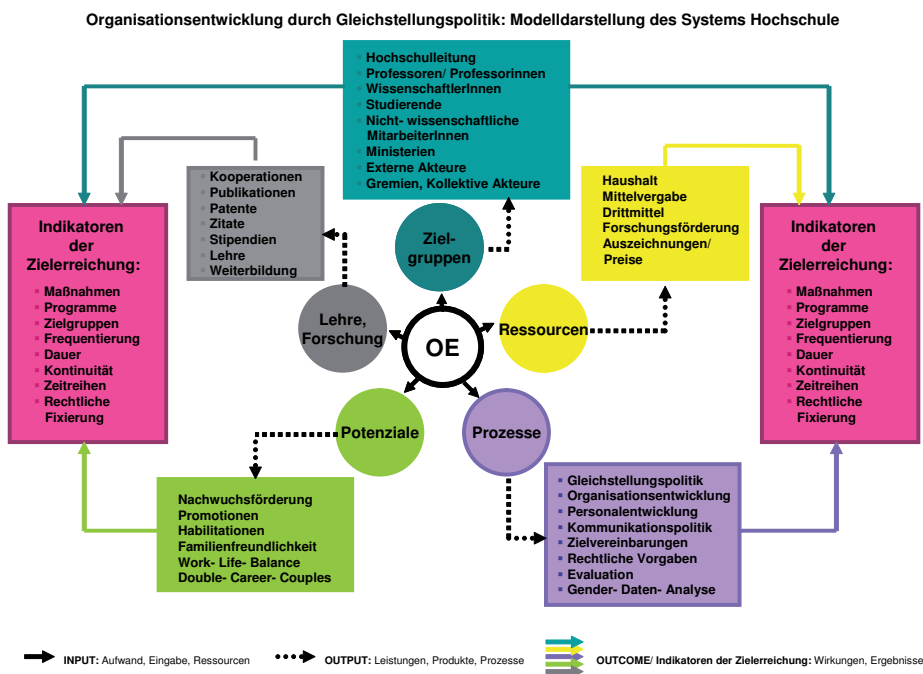 Organisationsentwicklung durch Gleichstellungspolitik: Modelldarstellung des Systems Hochschule
Hochschulleitung
Professoren/ Professorinnen
WissenschaftlerInnen
Studierende
Nicht- wissenschaftliche
MitarbeiterInnen
Ministerien
Externe Akteure
Gremien, Kollektive Akteure
Kooperationen
Publikationen
Patente
Zitate
Stipendien
Lehre
Weiterbildung
Haushalt
Mittelvergabe
Drittmittel
Forschungsförderung
Auszeichnungen/
Preise
Indikatoren
der
Zielerreichung:
Maßnahmen
Programme
Zielgruppen
Frequentierung
Dauer
Kontinuität
Zeitreihen
Rechtliche
Fixierung
Ziel-
gruppen
Lehre,
Forschung
OE
Ressourcen
Potenziale
Prozesse
Indikatoren
der
Zielerreichung:
Maßnahmen
Programme
Zielgruppen
Frequentierung
Dauer
Kontinuität
Zeitreihen
Rechtliche
Fixierung
Nachwuchsförderung
Promotionen
Habilitationen
Familienfreundlichkeit
Work- Life- Balance
Double- Career- Couples
Gleichstellungspolitik
Organisationsentwicklung
Personalentwicklung
Kommunikationspolitik
Zielvereinbarungen
Rechtliche Vorgaben
Evaluation
Gender- Daten- Analyse
INPUT: Aufwand, Eingabe, Ressourcen
OUTPUT: Leistungen, Produkte, Prozesse
OUTCOME/ Indikatoren der Zielerreichung: Wirkungen, Ergebnisse